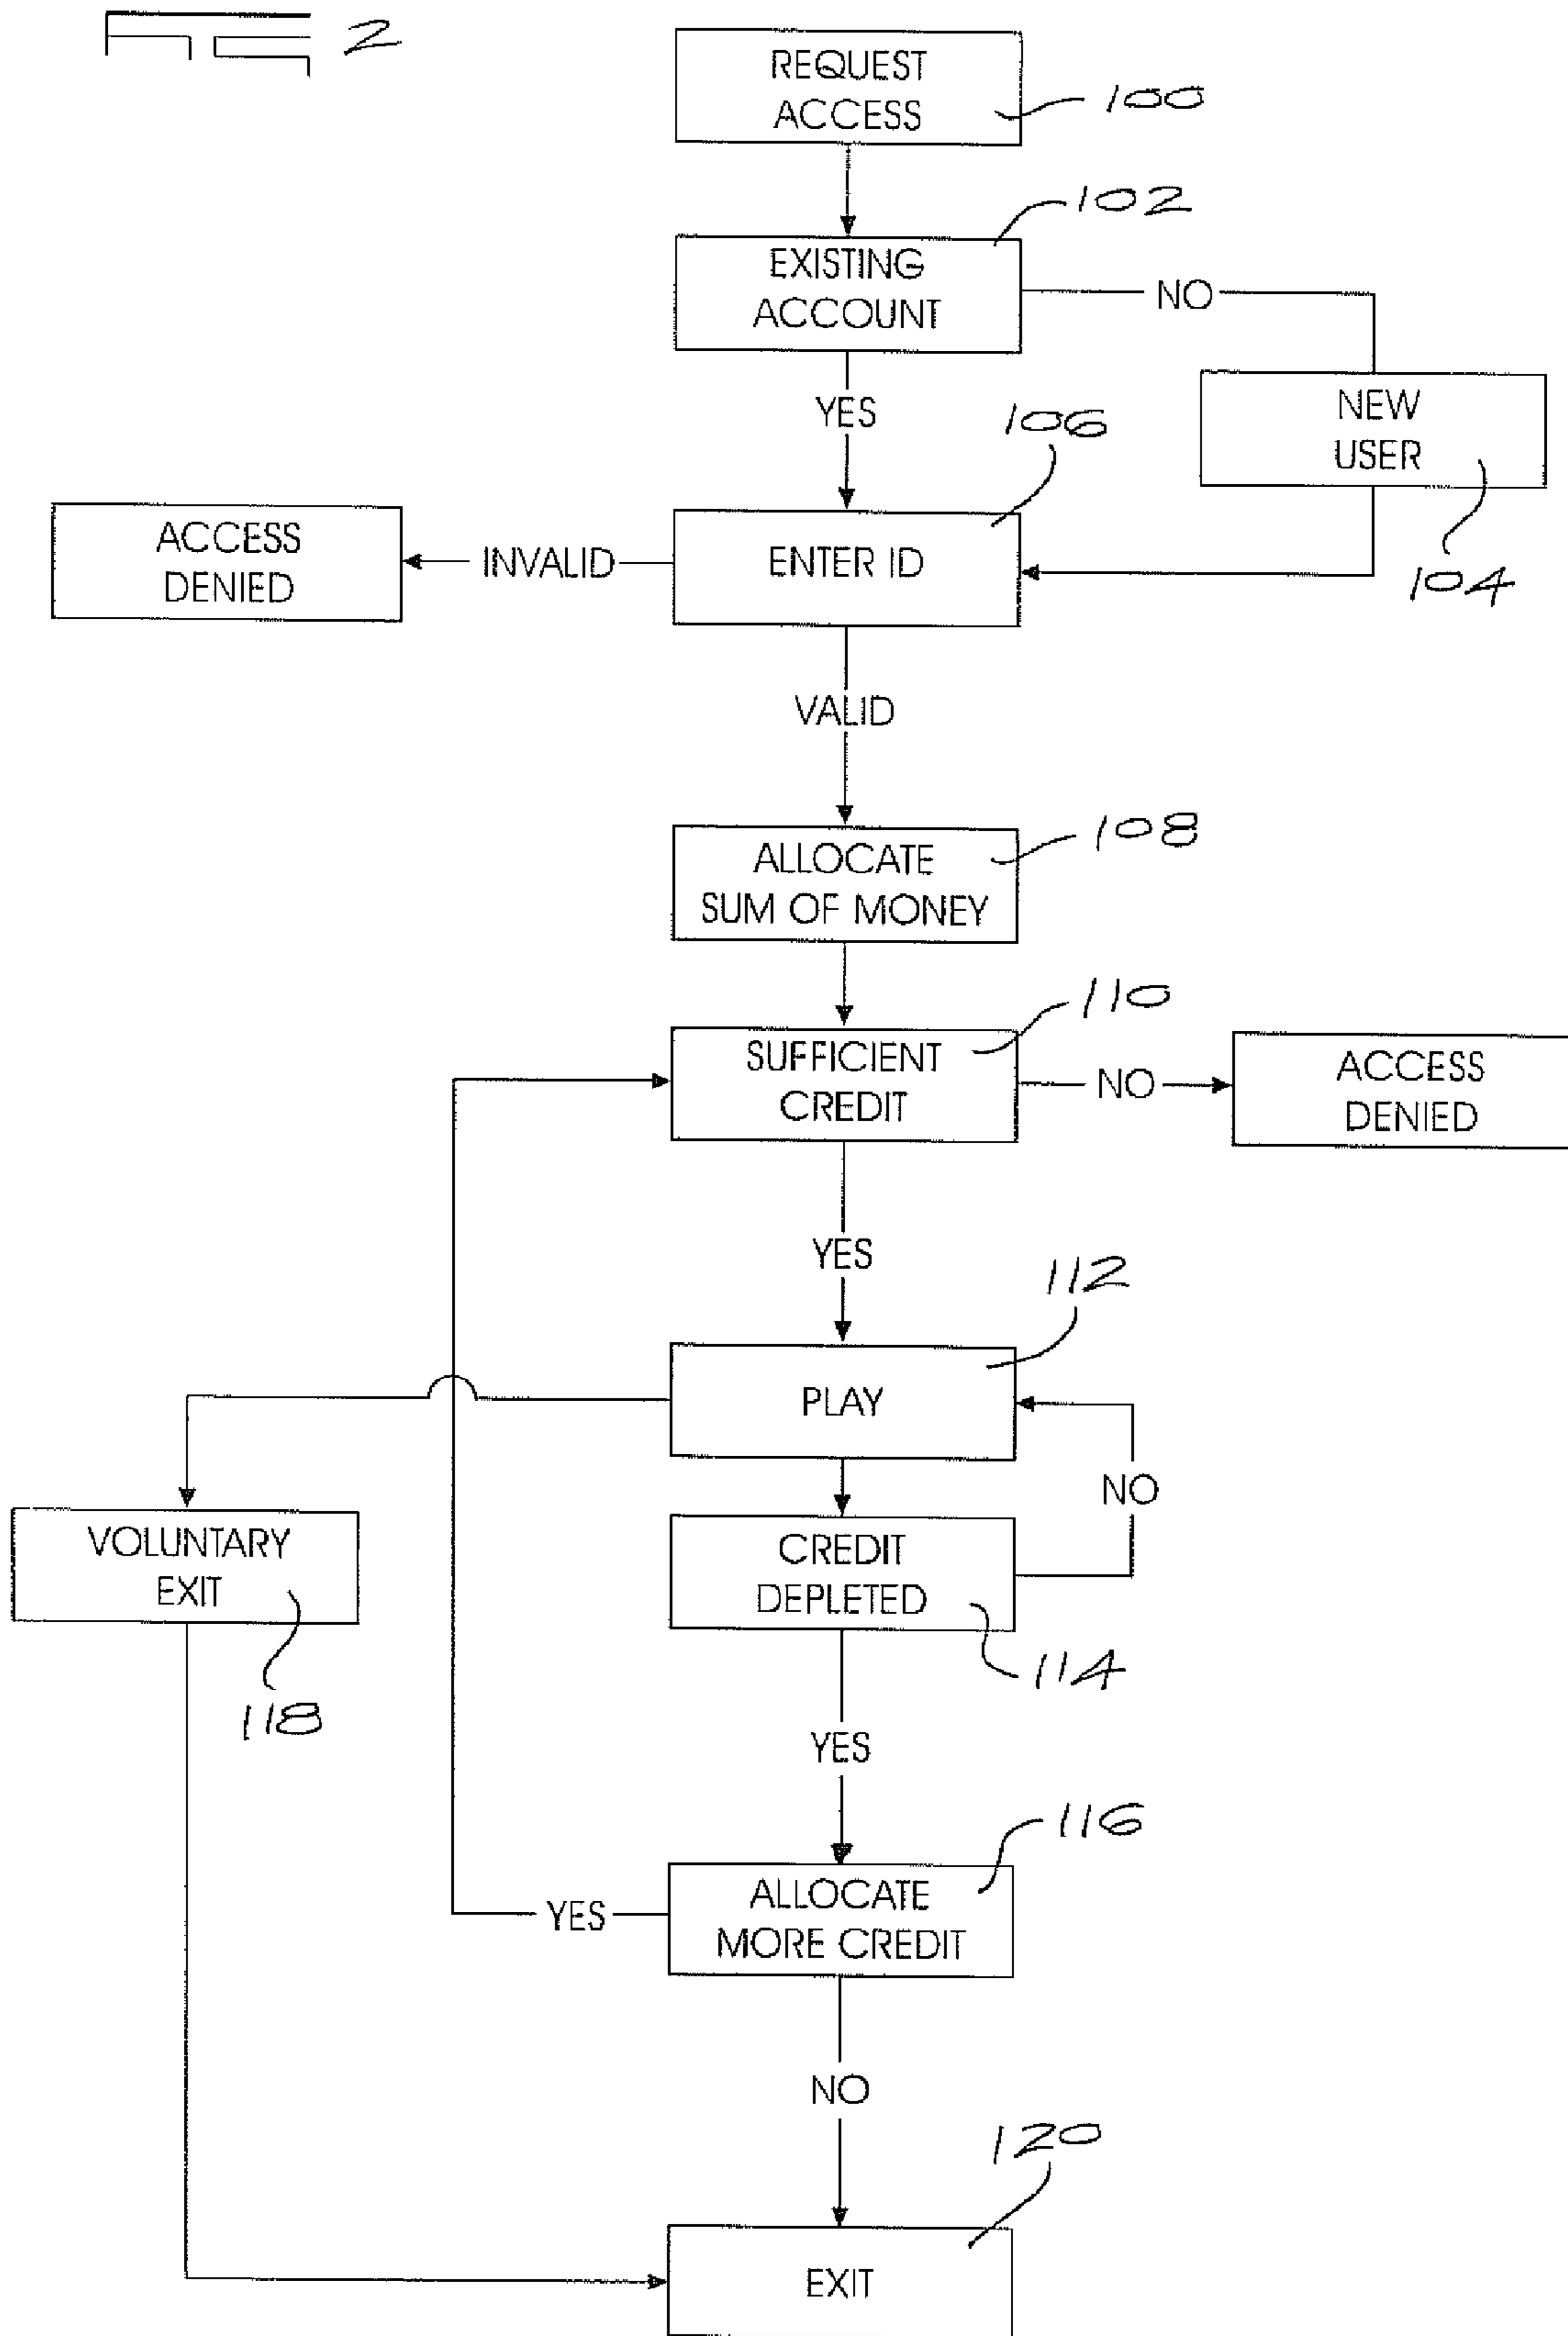 2
REQUEST
ACCESS
100
102
EXISTING
ACCOUNT
NO
NEW
USER
YES
106
104
ACCESS
DENIED
INVALID
ENTER ID
VALID
108
ALLOCATE
SUM OF MONEY
110
SUFFICIENT
CREDIT
NO
ACCESS
DENIED
YES
112
PLAY
NO
VOLUNTARY
EXIT
118
CREDIT
DEPLETED
114
YES
116
ALLOCATE
MORE CREDIT
YES
NO
120
EXIT